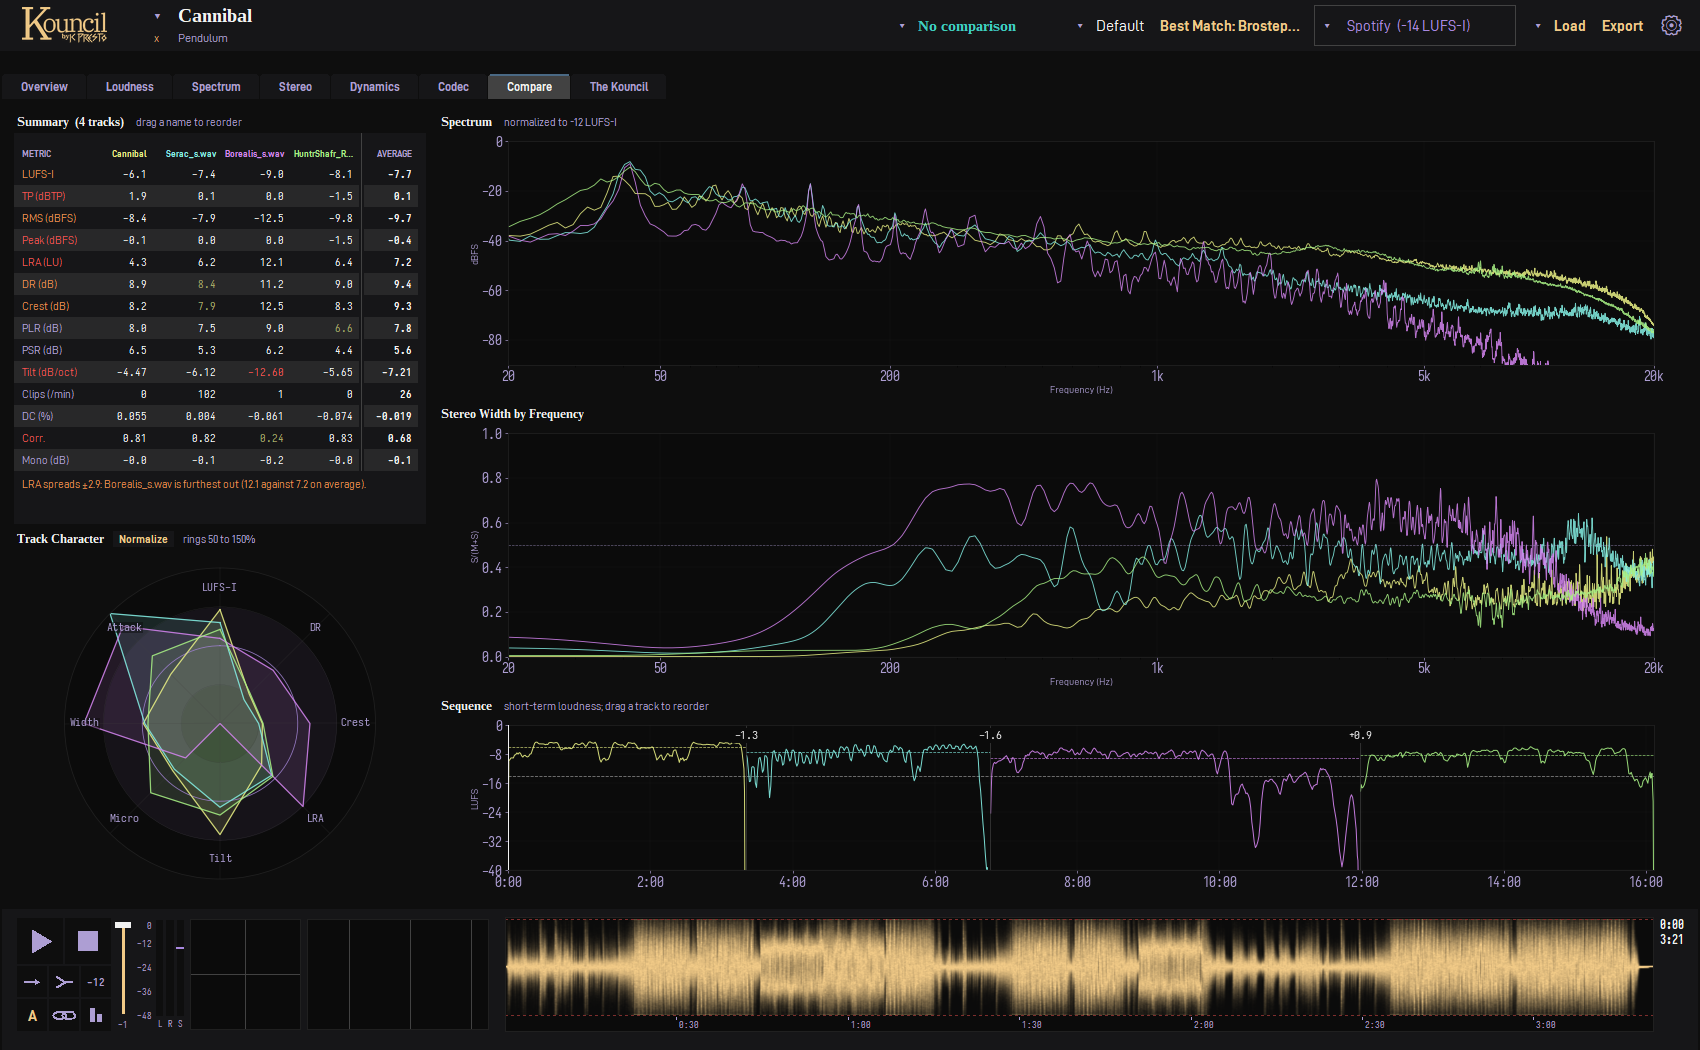 Kouncil
by K PRESTO
Cannibal
x Pendulum
No comparison
Default
Best Match: Brostep...
Spotify (-14 LUFS-I)
Load
Export
Overview Loudness Spectrum Stereo Dynamics Codec Compare The Kouncil
Summary (4 tracks) drag a name to reorder
METRIC Cannibal Serac_s.wav Borealis_s.wav HuntrShafr_R... AVERAGE
LUFS-I -6.1 -7.4 -9.0 -8.1 -7.7
TP (dBTP) 1.9 0.1 0.0 -1.5 0.1
RMS (dBFS) -8.4 -7.9 -12.5 -9.8 -9.7
Peak (dBFS) -0.1 0.0 0.0 -1.5 -0.4
LRA (LU) 4.3 6.2 12.1 6.4 7.2
DR (dB) 8.9 8.4 11.2 9.0 9.4
Crest (dB) 8.2 7.9 12.5 8.3 9.3
PLR (dB) 8.0 7.5 9.0 6.6 7.8
PSR (dB) 6.5 5.3 6.2 4.4 5.6
Tilt (dB/oct) -4.47 -6.12 -12.60 -5.65 -7.21
Clips (/min) 0 102 1 0 26
DC (%) 0.055 0.004 -0.061 -0.074 -0.019
Corr. 0.81 0.82 0.24 0.83 0.68
Mono (dB) -0.0 -0.1 -0.2 -0.0 -0.1
LRA spreads ±2.9: Borealis_s.wav is furthest out (12.1 against 7.2 on average).
Track Character Normalize rings 50 to 150%
LUFS-I
Attack DR
Width Crest
Micro LRA
Tilt
Spectrum normalized to -12 LUFS-I
0
-20
-40
dBFS
-60
-80
20 50 200 1k 5k 20k
Frequency (Hz)
Stereo Width by Frequency
1.0
0.8
0.6
S/(M+S)
0.4
0.2
0.0
20 50 200 1k 5k 20k
Frequency (Hz)
Sequence short-term loudness; drag a track to reorder
0
-1.3 -1.6 +0.9
-8
-16
LUFS
-24
-32
-40
0:00 2:00 4:00 6:00 8:00 10:00 12:00 14:00 16:00
0
-12
-24
-36
-48
-12
A
-1
L R S
0:30 1:00 1:30 2:00 2:30 3:00
0:00
3:21